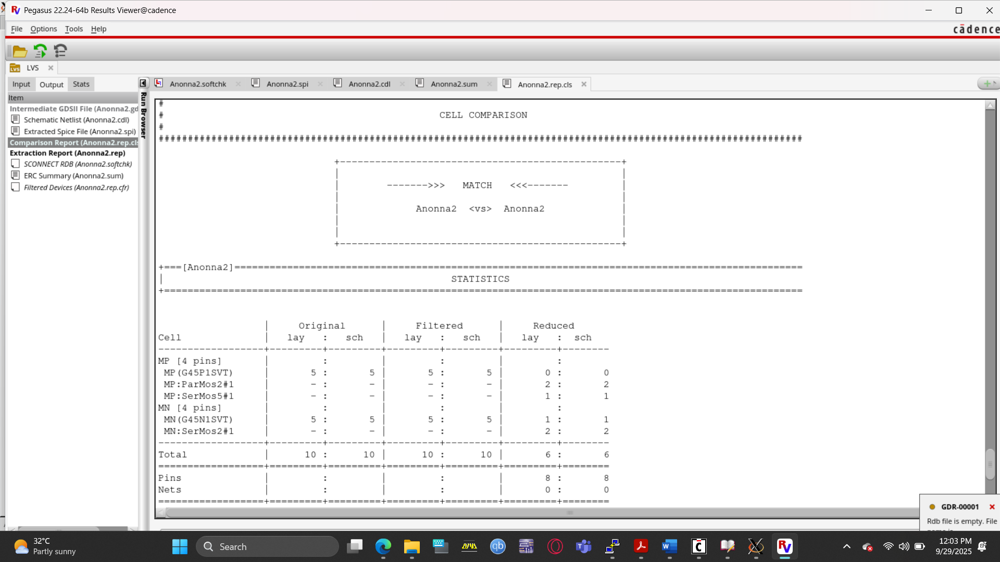 Pegasus 22.24-64b Results Viewer@cadence
File Options Tools Help
cādence
LVS
Input Output Stats
Item
Intermediate GDSII File (Anonna2.gd
Schematic Netlist (Anonna2.cdl)
Extracted Spice File (Anonna2.spi)
Comparison Report (Anonna2.rep.cls
Extraction Report (Anonna2.rep)
SCONNECT RDB (Anonna2.softchk)
ERC Summary (Anonna2.sum)
Filtered Devices (Anonna2.rep.cfr)
Run Browser
Anonna2.softchk Anonna2.spi Anonna2.cdl Anonna2.sum Anonna2.rep.cls
#
# CELL COMPARISON
#
##############################################################################################################
+------------------------------------------------+
------->>> MATCH <<<-------
Anonna2 <vs> Anonna2
+------------------------------------------------+
+===[Anonna2]=================================================================================================
| STATISTICS
+=============================================================================================================
| Original | Filtered | Reduced
Cell | lay : sch | lay : sch | lay : sch
------------------+---------+---------+---------+---------+---------+--------
MP [4 pins] | : | : | :
MP(G45P1SVT) | 5 : 5 | 5 : 5 | 0 : 0
MP:ParMos2#1 | - : - | - : - | 2 : 2
MP:SerMos5#1 | - : - | - : - | 1 : 1
MN [4 pins] | : | : | :
MN(G45N1SVT) | 5 : 5 | 5 : 5 | 1 : 1
MN:SerMos2#1 | - : - | - : - | 2 : 2
------------------+---------+---------+---------+---------+---------+--------
Total | 10 : 10 | 10 : 10 | 6 : 6
==================+=========+=========+=========+=========+=========+========
Pins | : | : | 8 : 8
Nets | : | : | 0 : 0
==================+=========+=========+=========+=========+=========+========
GDR-00001
Rdb file is empty. File
32°C
Partly sunny
Search
12:03 PM
9/29/2025